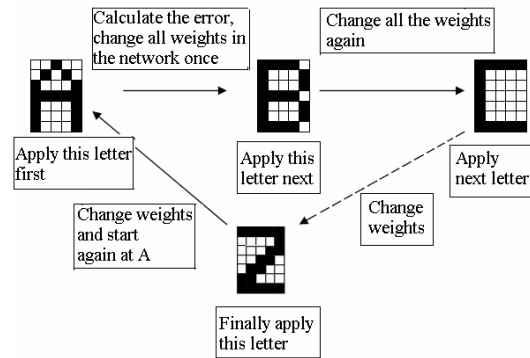 Calculate the error,
change all weights in
the network once
Change all the weights
again
Apply this letter
first
Apply this
letter next
Apply
next letter
Change weights
and start
again at A
Change
weights
Finally apply
this letter